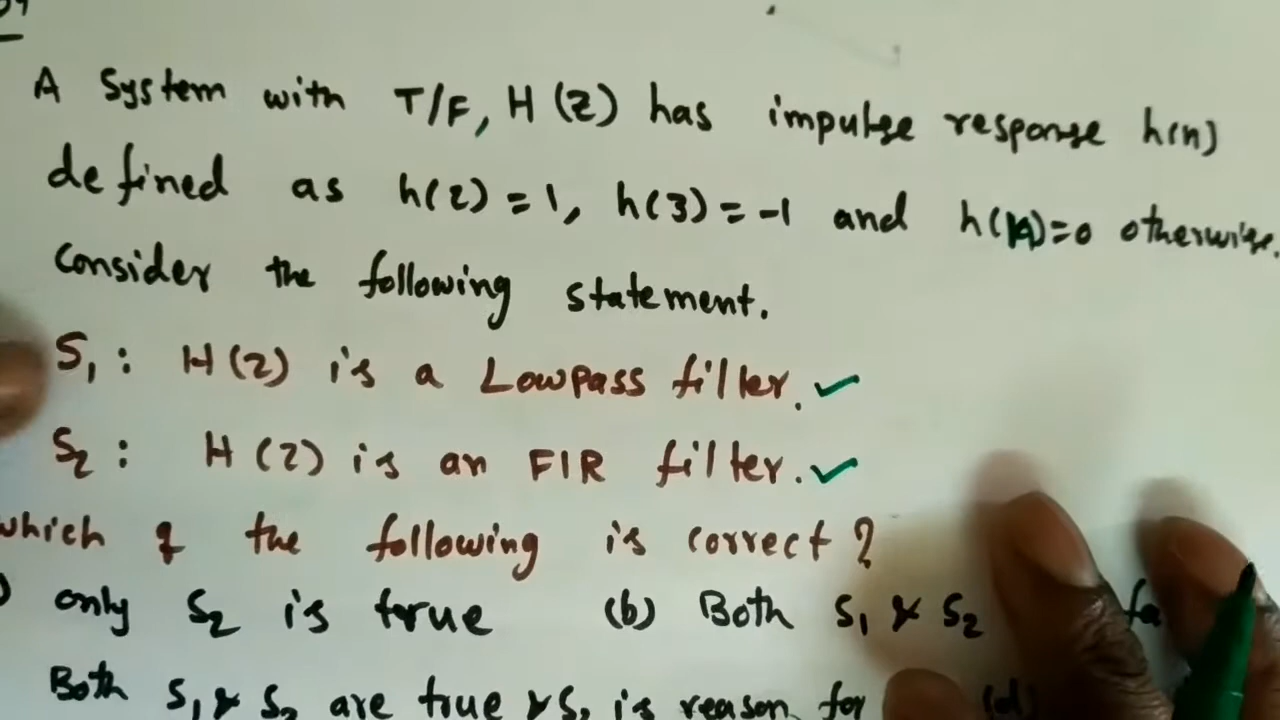 A System with T/F, H(z) has impulse response h(n)
defined as h(2)=1, h(3)=-1 and h(k)=0 otherwise.
Consider the following statement.
S1: H(z) is a Lowpass filter. ✓
S2: H(z) is an FIR filter. ✓
which of the following is correct?
) only S2 is true (b) Both S1 & S2 fa
Both S1 & S2 are true & S2 is reason for (d)